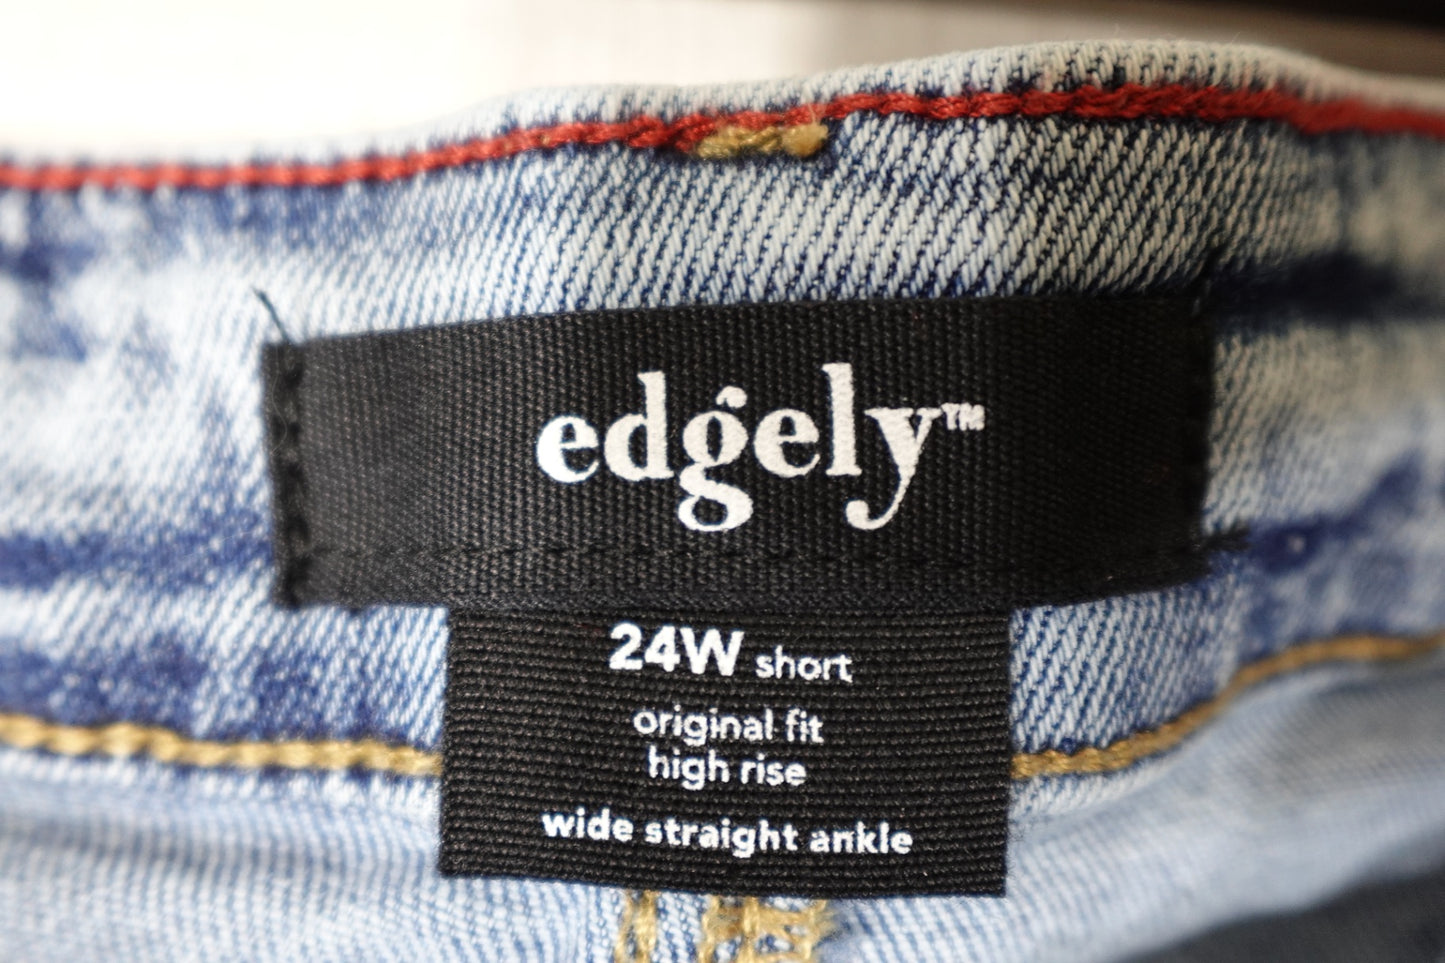 edgely™
24W short
original fit
high rise
wide straight ankle